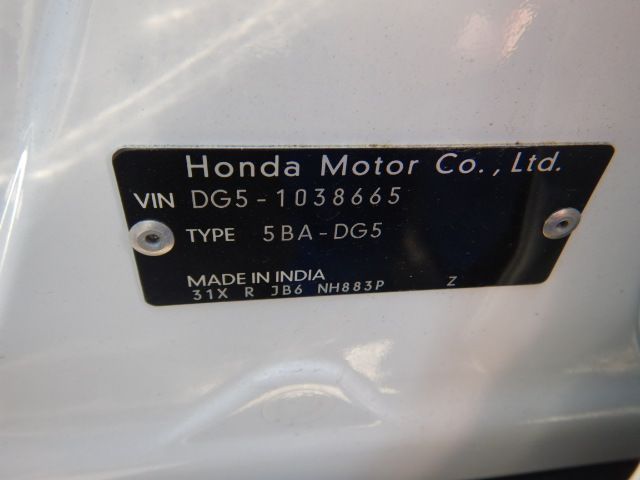 Honda Motor Co., Ltd.
VIN DG5-1038665
TYPE 5BA-DG5
MADE IN INDIA
31X R JB6 NH883P Z